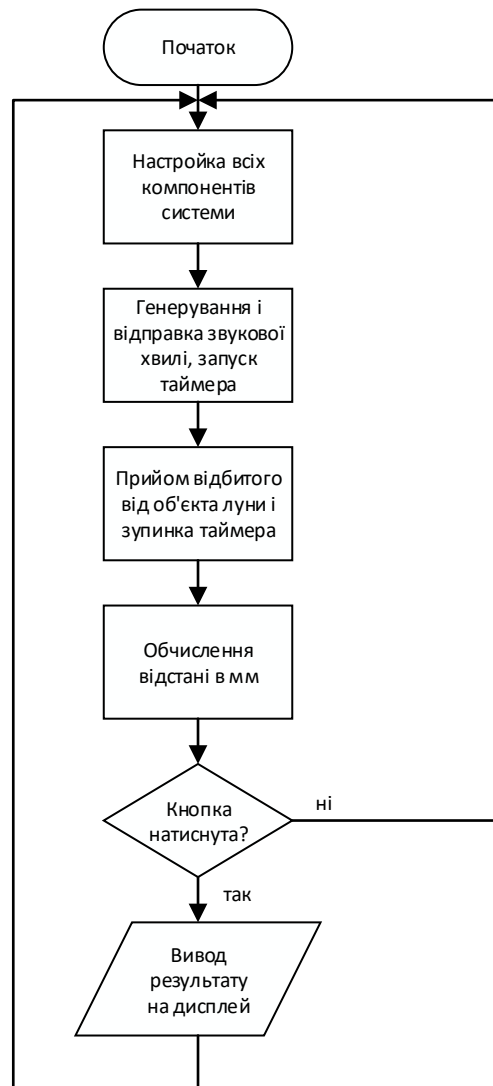 Початок
Настройка всіх
компонентів
системи
Генерування і
відправка звукової
хвилі, запуск
таймера
Прийом відбитого
від об'єкта луни і
зупинка таймера
Обчислення
відстані в мм
Кнопка
натиснута?
ні
так
Вивод
результату
на дисплей